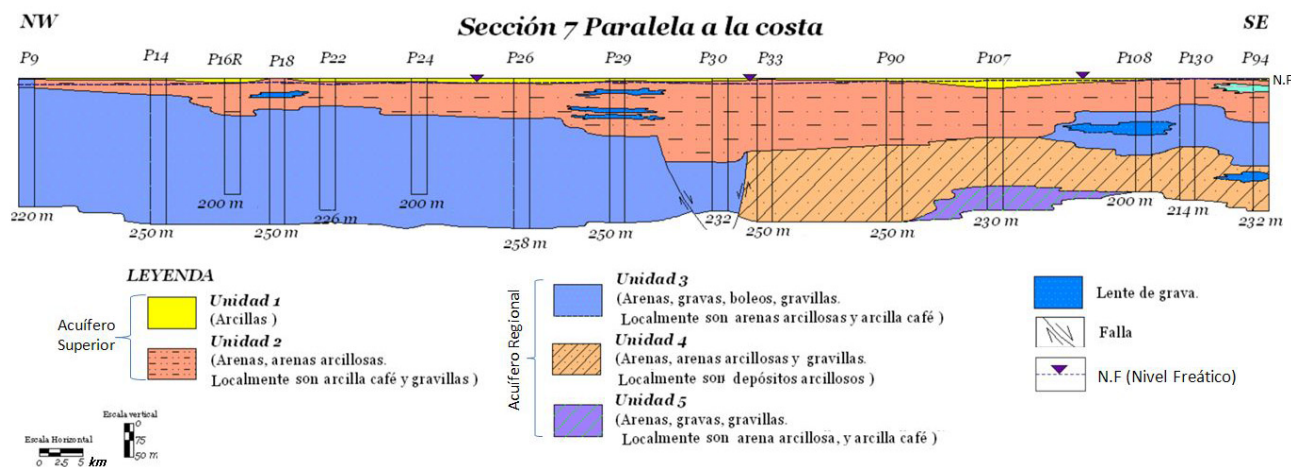 NW
Sección 7 Paralela a la costa
SE
P9 P14 P16R P18 P22 P24 P26 P29 P30 P33 P90 P107 P108 P130 P94
N.F
220 m 250 m 200 m 250 m 226 m 200 m 258 m 250 m 232 250 m 250 m 230 m 200 m 214 m 232 m
LEYENDA
Acuífero
Superior
Unidad 1
(Arcillas )
Unidad 2
(Arenas, arenas arcillosas.
Localmente son arcilla café y gravillas )
Acuífero Regional
Unidad 3
(Arenas, gravas, boleos, gravillas.
Localmente son arenas arcillosas y arcilla café )
Unidad 4
(Arenas, arenas arcillosas y gravillas.
Localmente son depósitos arcillosos )
Unidad 5
(Arenas, gravas, gravillas.
Localmente son arena arcillosa, y arcilla café )
Lente de grava.
Falla
N.F (Nivel Freático)
Escala vertical
0
75
50 m
Escala Horizontal
0 2.5 5 km